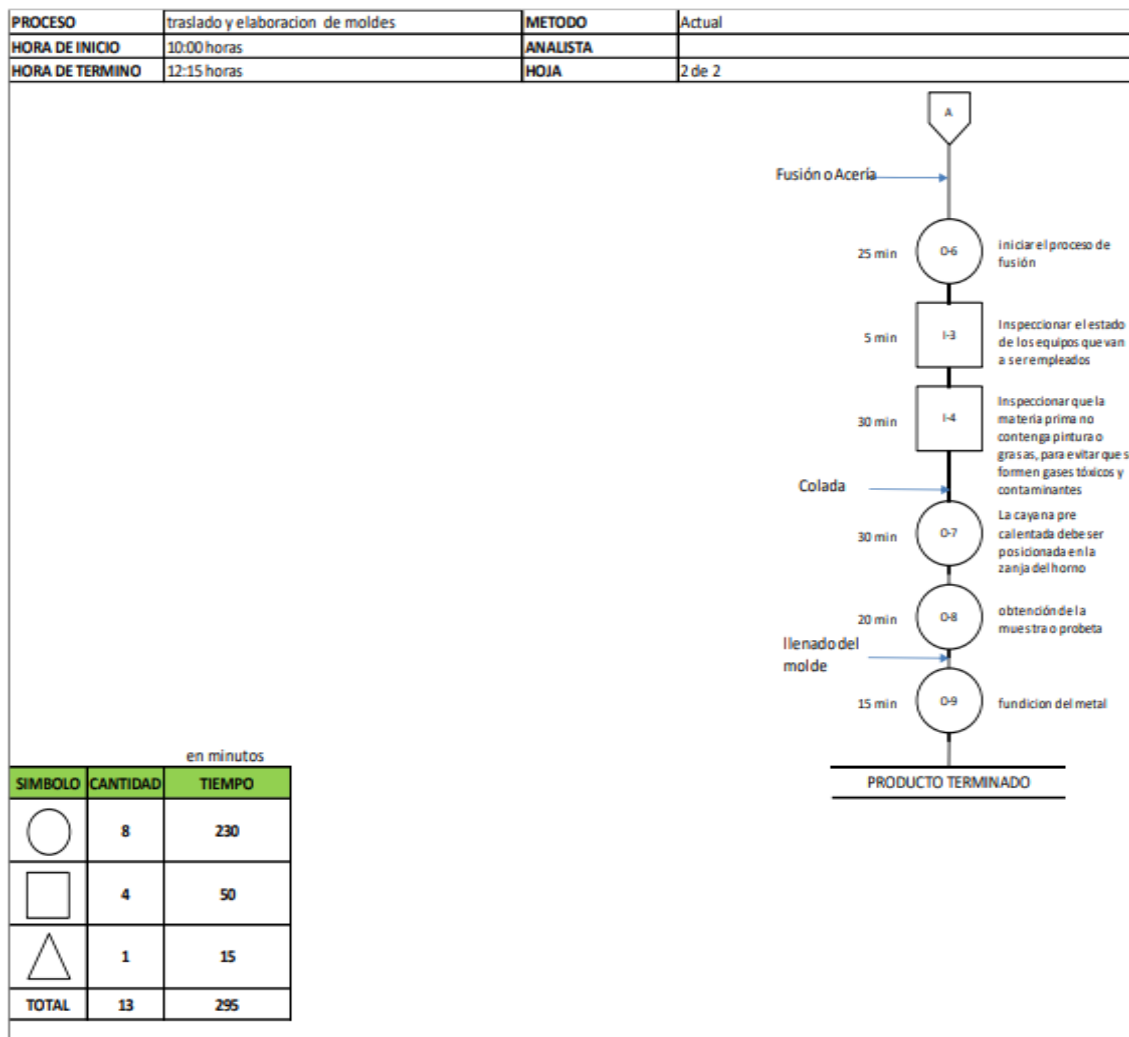 PROCESO traslado y elaboracion de moldes METODO Actual
HORA DE INICIO 10:00 horas ANALISTA
HORA DE TERMINO 12:15 horas HOJA 2 de 2
A
Fusión o Acería
25 min O-6 iniciar el proceso de
fusión
5 min I-3 Inspeccionar el estado
de los equipos que van
a ser empleados
30 min I-4 Inspeccionar que la
materia prima no
contenga pintura o
grasas, para evitar que s
formen gases tóxicos y
contaminantes
Colada
30 min O-7 La cayana pre
calentada debe ser
posicionada en la
zanja del horno
20 min O-8 obtención de la
muestra o probeta
llenado del
molde
15 min O-9 fundicion del metal
PRODUCTO TERMINADO
en minutos
SIMBOLO CANTIDAD TIEMPO
8 230
4 50
1 15
TOTAL 13 295